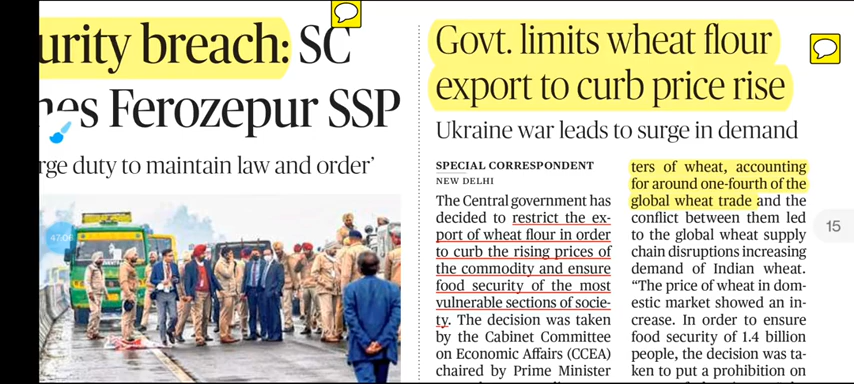 urity breach: SC
es Ferozepur SSP
rge duty to maintain law and order'
47:06
Govt. limits wheat flour
export to curb price rise
Ukraine war leads to surge in demand
SPECIAL CORRESPONDENT
NEW DELHI
The Central government has
decided to restrict the ex-
port of wheat flour in order
to curb the rising prices of
the commodity and ensure
food security of the most
vulnerable sections of socie-
ty. The decision was taken
by the Cabinet Committee
on Economic Affairs (CCEA)
chaired by Prime Minister
ters of wheat, accounting
for around one-fourth of the
global wheat trade and the
conflict between them led
to the global wheat supply
chain disruptions increasing
demand of Indian wheat.
“The price of wheat in dom-
estic market showed an in-
crease. In order to ensure
food security of 1.4 billion
people, the decision was ta-
ken to put a prohibition on
15